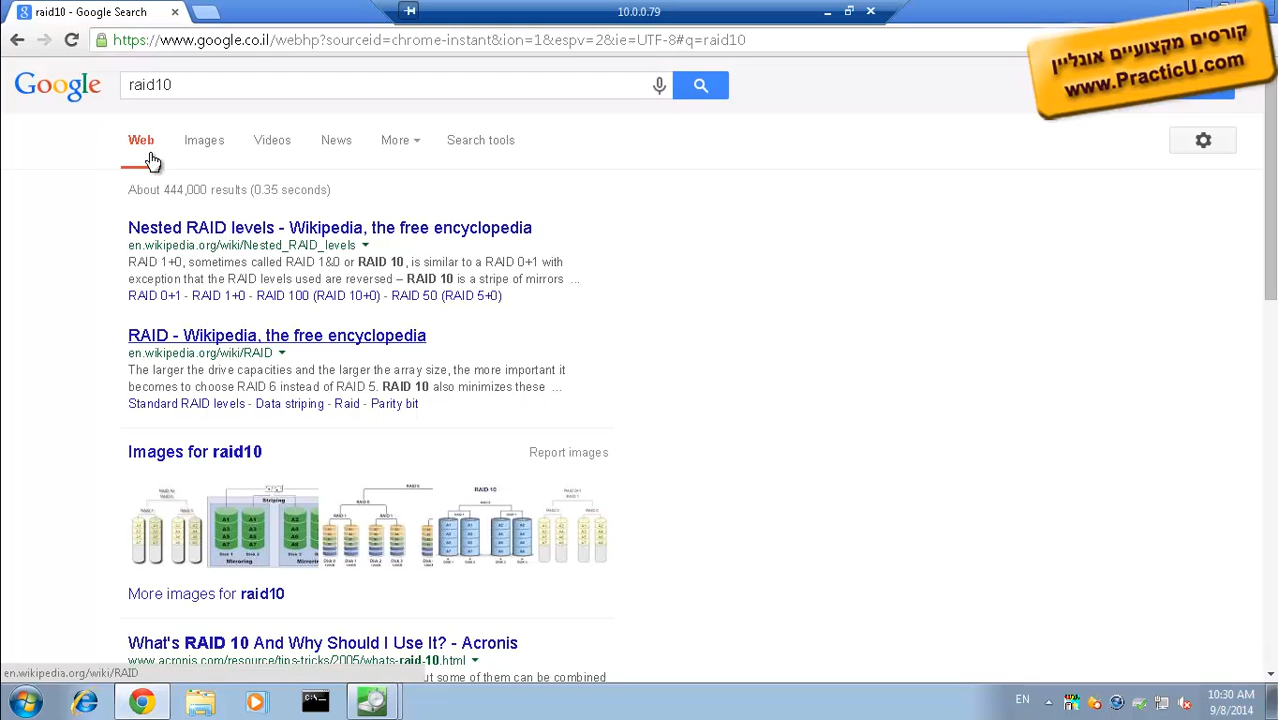 raid10 - Google Search
10.0.0.79
https://www.google.co.il/webhp?sourceid=chrome-instant&ion=1&espv=2&ie=UTF-8#q=raid10
קורסים מקצועיים אונליין
www.PracticU.com
Google
raid10
Web
Images
Videos
News
More
Search tools
About 444,000 results (0.35 seconds)
Nested RAID levels - Wikipedia, the free encyclopedia
en.wikipedia.org/wiki/Nested_RAID_levels
RAID 1+0, sometimes called RAID 1&0 or RAID 10, is similar to a RAID 0+1 with
exception that the RAID levels used are reversed – RAID 10 is a stripe of mirrors ...
RAID 0+1 - RAID 1+0 - RAID 100 (RAID 10+0) - RAID 50 (RAID 5+0)
RAID - Wikipedia, the free encyclopedia
en.wikipedia.org/wiki/RAID
The larger the drive capacities and the larger the array size, the more important it
becomes to choose RAID 6 instead of RAID 5. RAID 10 also minimizes these ...
Standard RAID levels - Data striping - Raid - Parity bit
Images for raid10
Report images
Striping
RAID 10
Mirroring
Mirroring
More images for raid10
What's RAID 10 And Why Should I Use It? - Acronis
www.acronis.com/resource/tips-tricks/2005/whats-raid-10.html
en.wikipedia.org/wiki/RAID
out some of them can be combined
EN
10:30 AM
9/8/2014